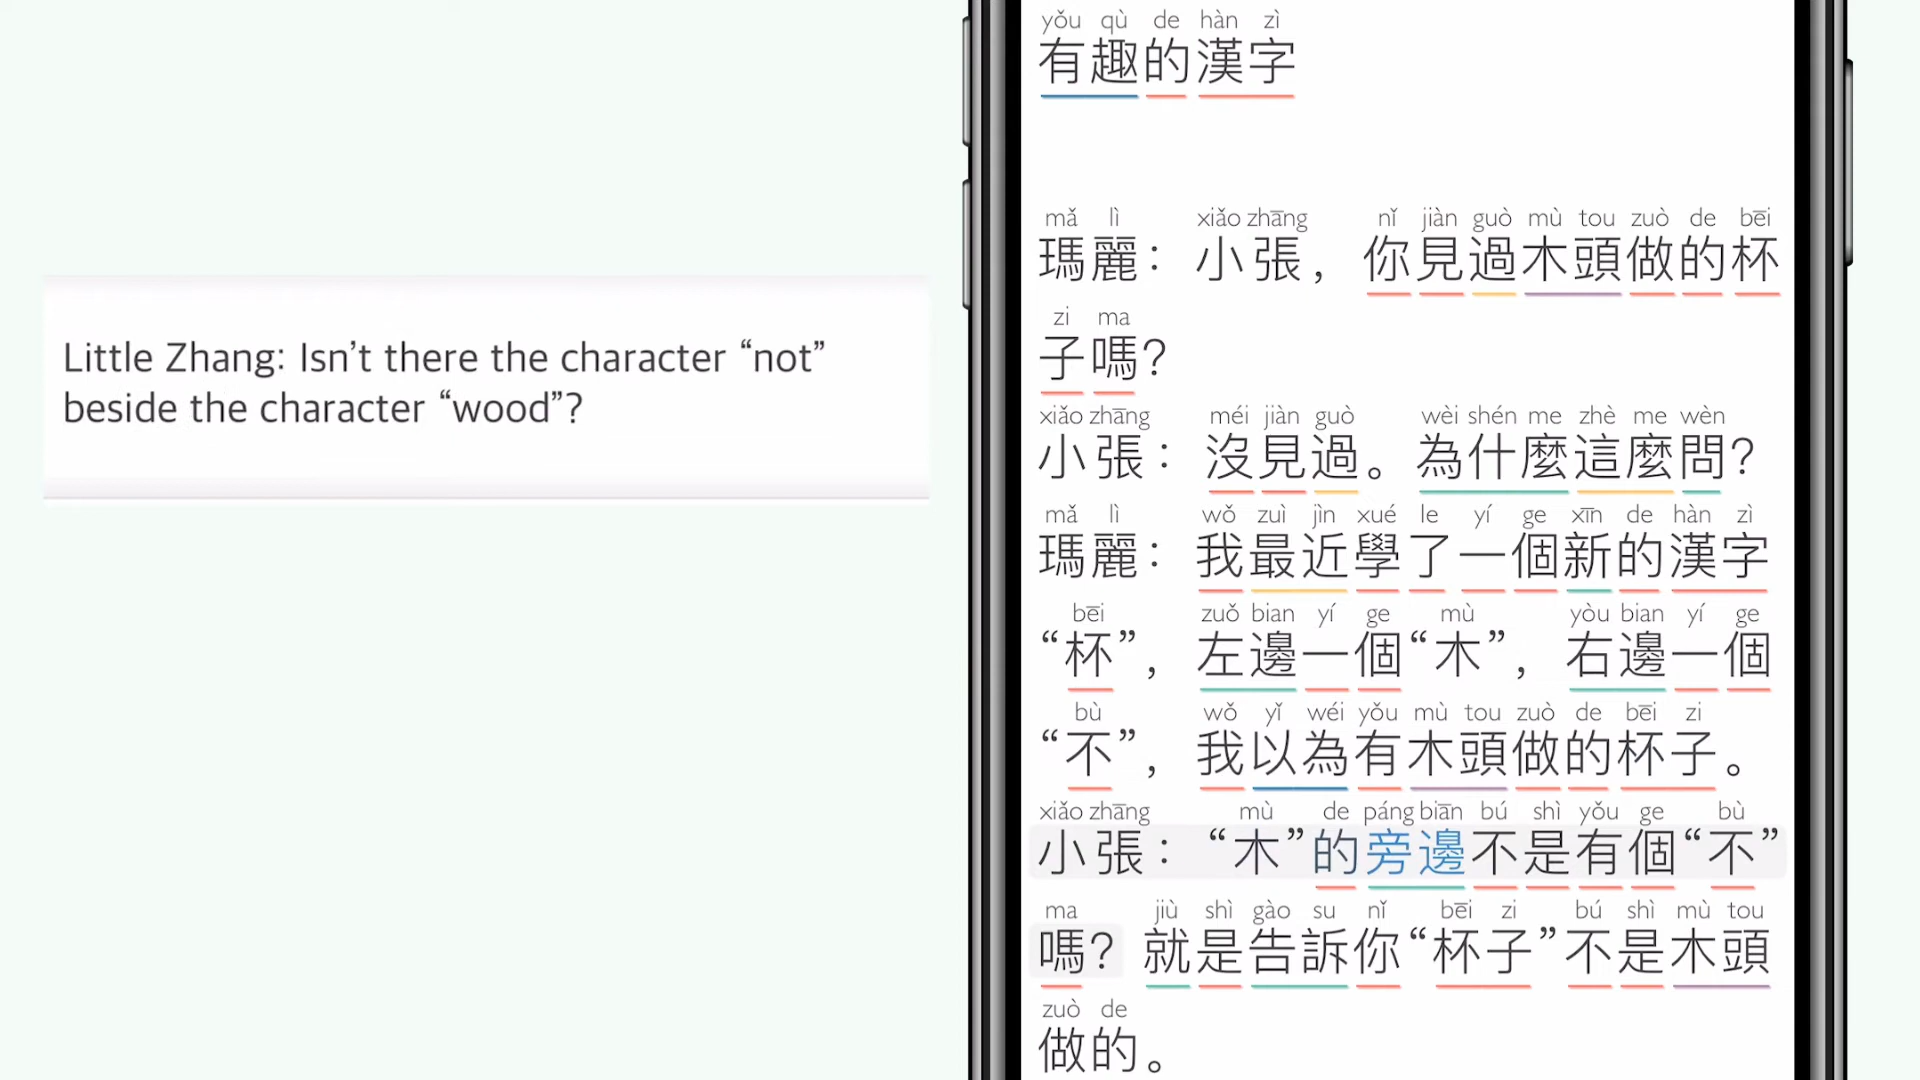 Little Zhang: Isn’t there the character “not”
beside the character “wood”?
yǒu qù de hàn zì
有趣的漢字
mǎ lì xiǎo zhāng nǐ jiàn guò mù tou zuò de bēi
瑪麗：小張，你見過木頭做的杯
zi ma
子嗎？
xiǎo zhāng méi jiàn guò wèi shén me zhè me wèn
小張：沒見過。為什麼這麼問？
mǎ lì wǒ zuì jìn xué le yí ge xīn de hàn zì
瑪麗：我最近學了一個新的漢字
bēi zuǒ bian yí ge mù yòu bian yí ge
“杯”，左邊一個“木”，右邊一個
bù wǒ yǐ wéi yǒu mù tou zuò de bēi zi
“不”，我以為有木頭做的杯子。
xiǎo zhāng mù de páng biān bú shì yǒu ge bù
小張：“木”的旁邊不是有個“不”
ma jiù shì gào su nǐ bēi zi bú shì mù tou
嗎？就是告訴你“杯子”不是木頭
zuò de
做的。